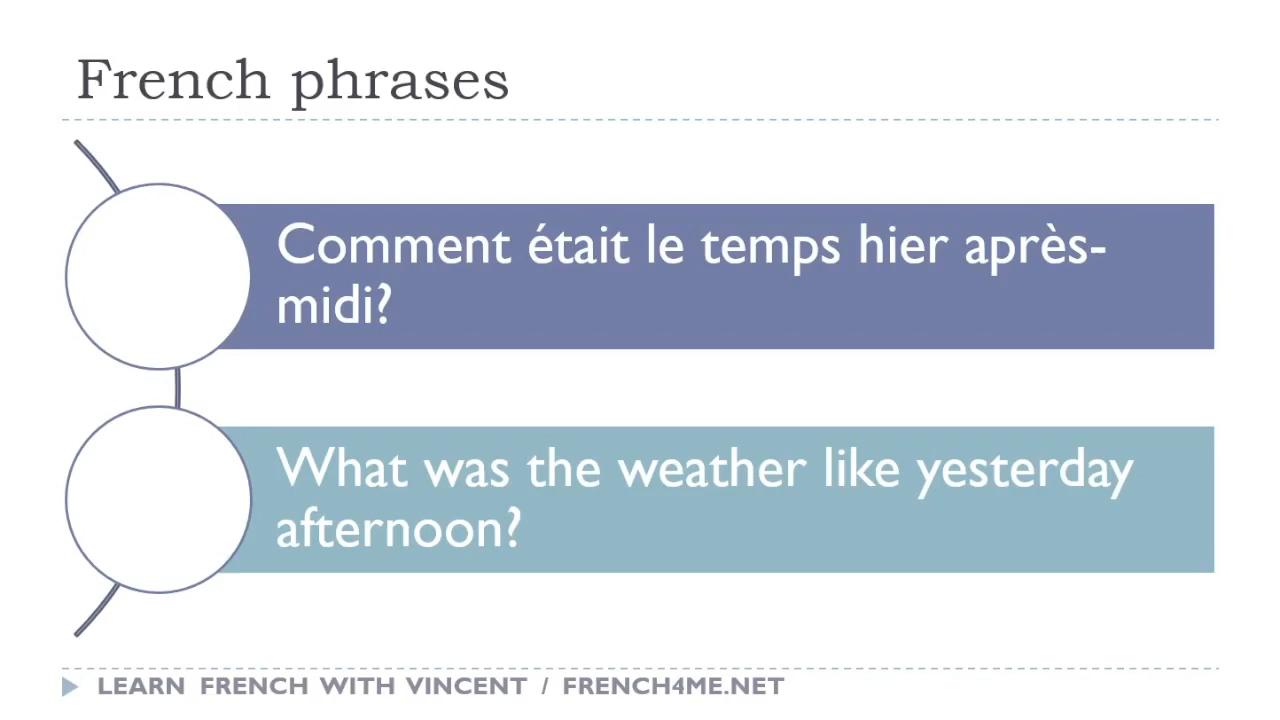 French phrases
Comment était le temps hier après-
midi?
What was the weather like yesterday
afternoon?
LEARN FRENCH WITH VINCENT / FRENCH4ME.NET